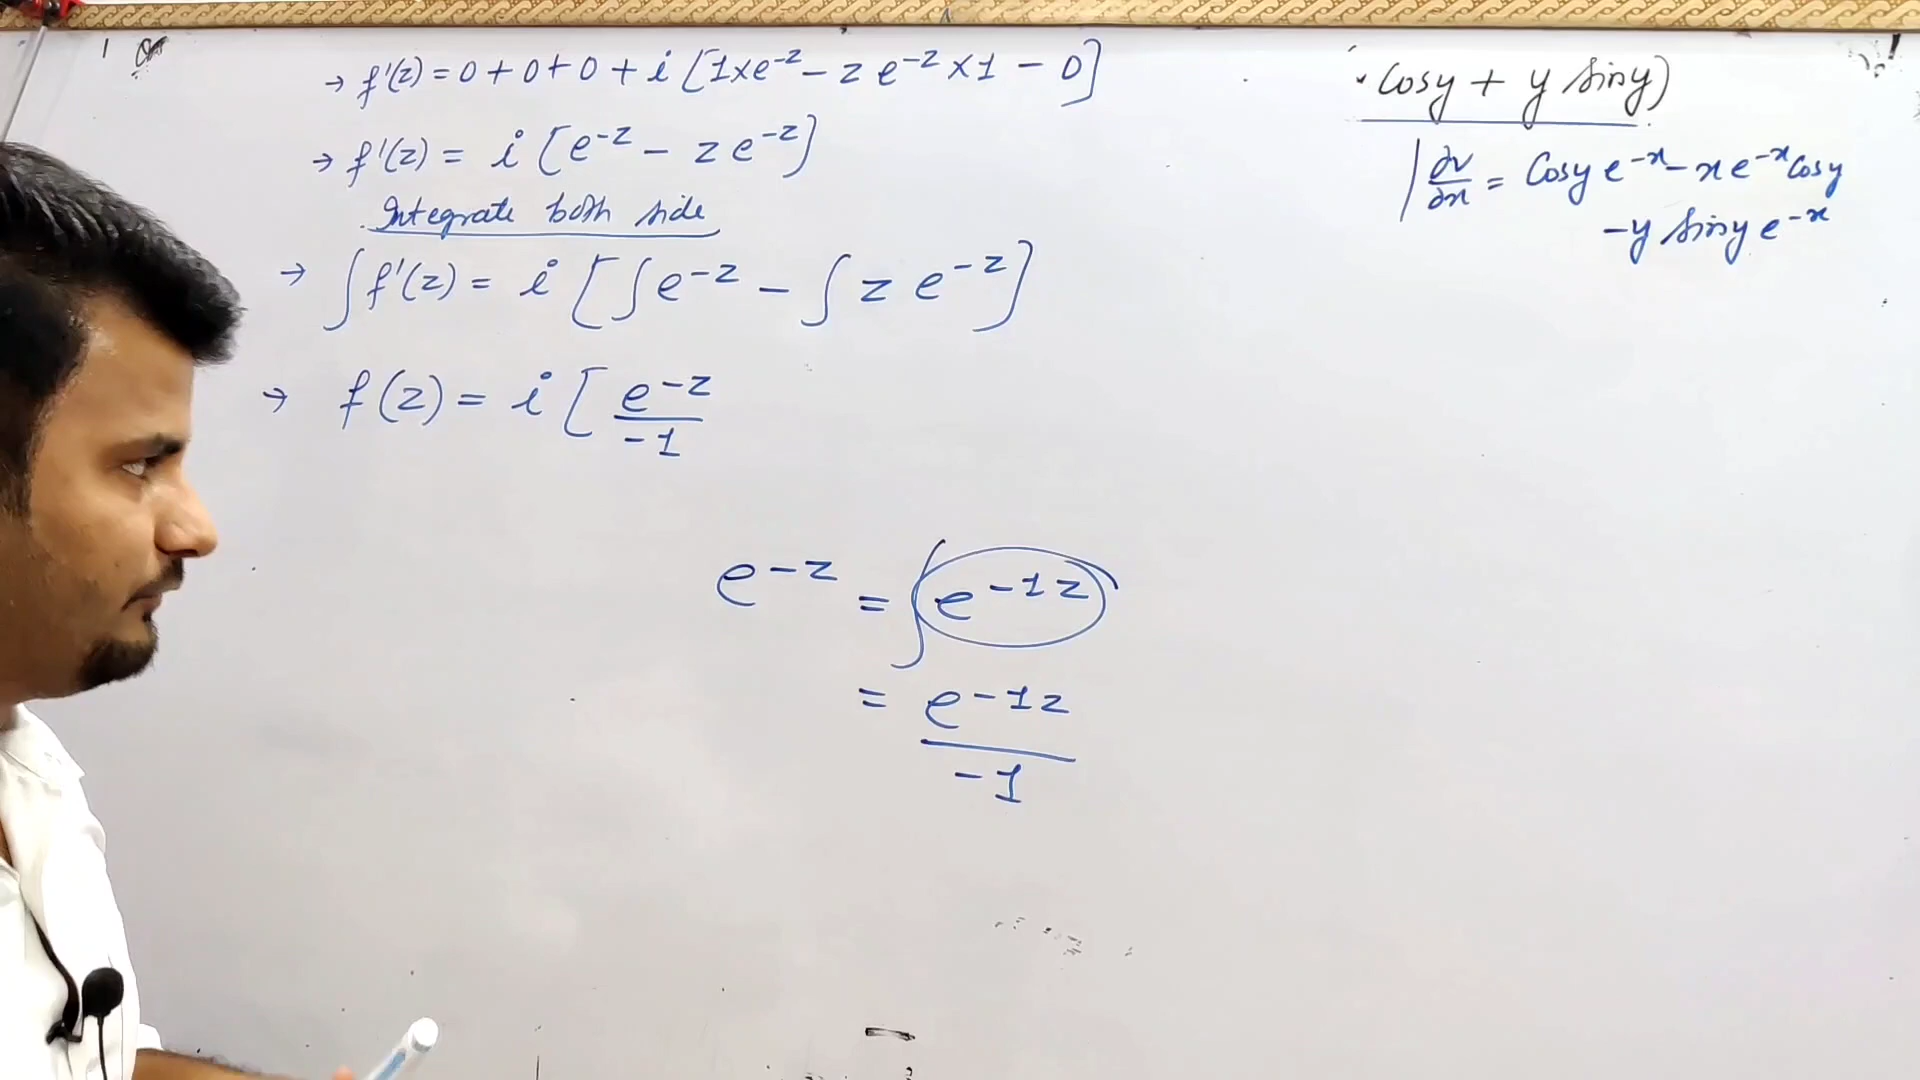 → f'(z) = 0 + 0 + 0 + i [1×e⁻ᶻ − z e⁻ᶻ × 1 − 0]
→ f'(z) = i [e⁻ᶻ − z e⁻ᶻ]
Integrate both side
→ ∫ f'(z) = i [∫ e⁻ᶻ − ∫ z e⁻ᶻ]
→ f(z) = i [ e⁻ᶻ / −1
e⁻ᶻ = ∫ e⁻¹ᶻ
= e⁻¹ᶻ / −1
Cosy + y siny)
∂v/∂x = Cosy e⁻ˣ − x e⁻ˣ Cosy
− y siny e⁻ˣ